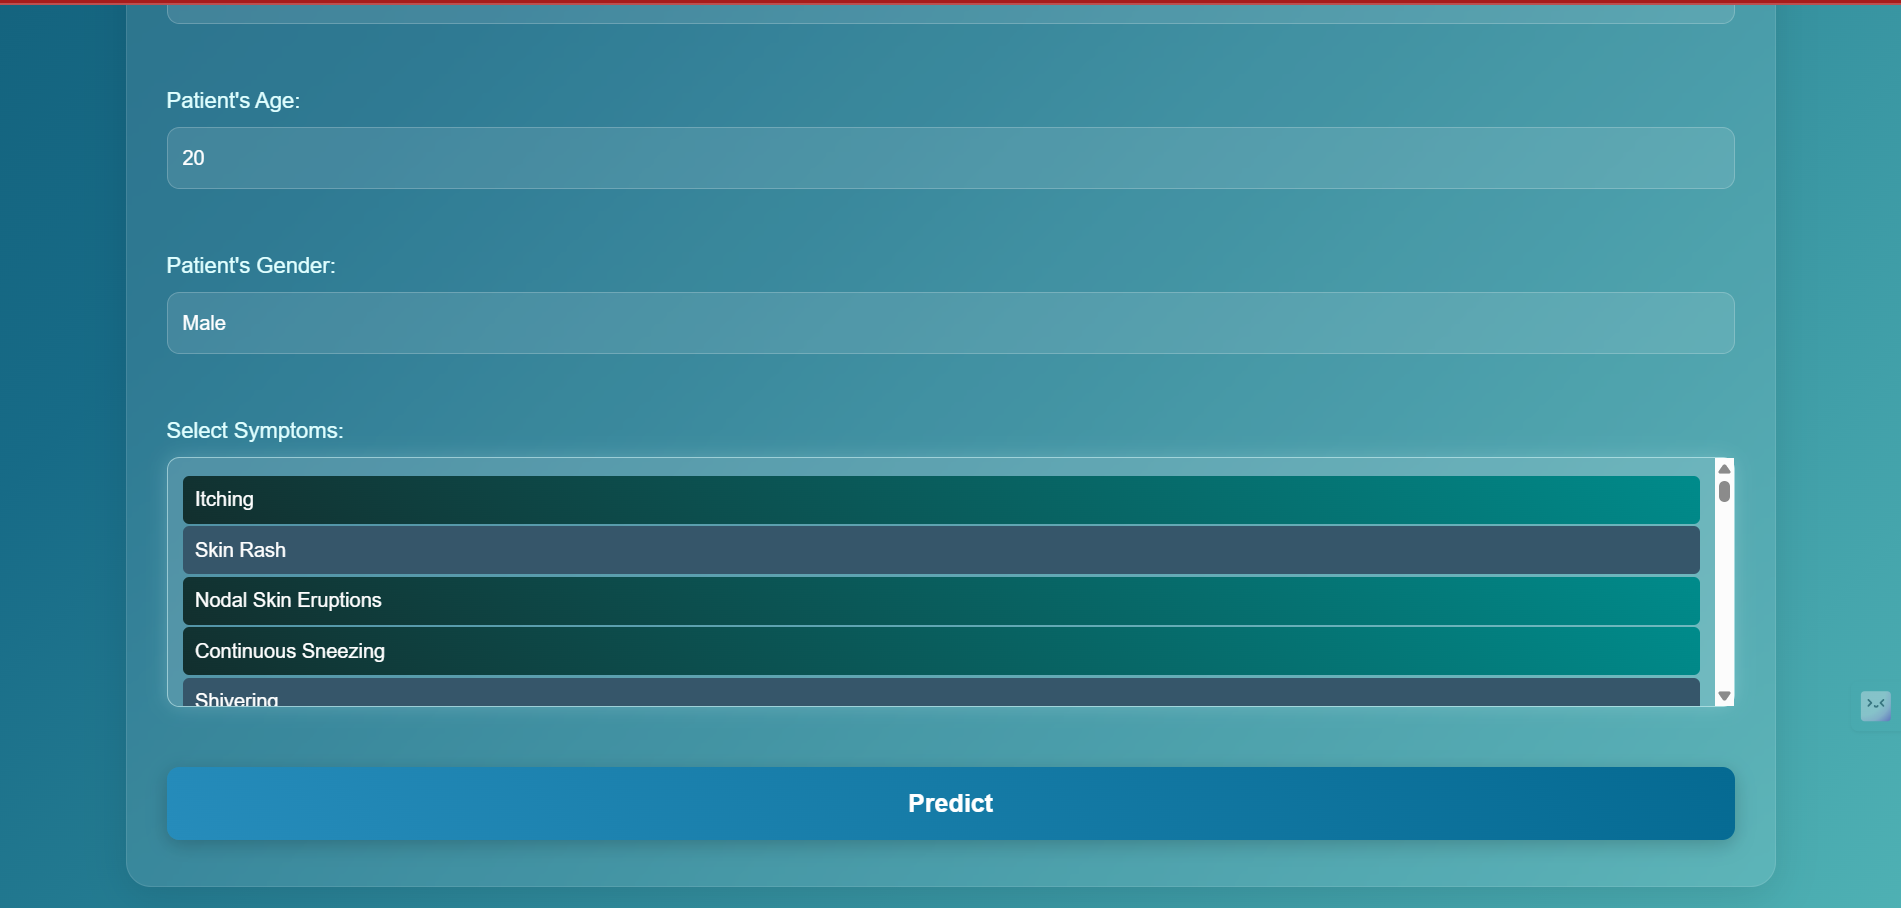 Patient's Age:
20
Patient's Gender:
Male
Select Symptoms:
Itching
Skin Rash
Nodal Skin Eruptions
Continuous Sneezing
Shivering
Predict